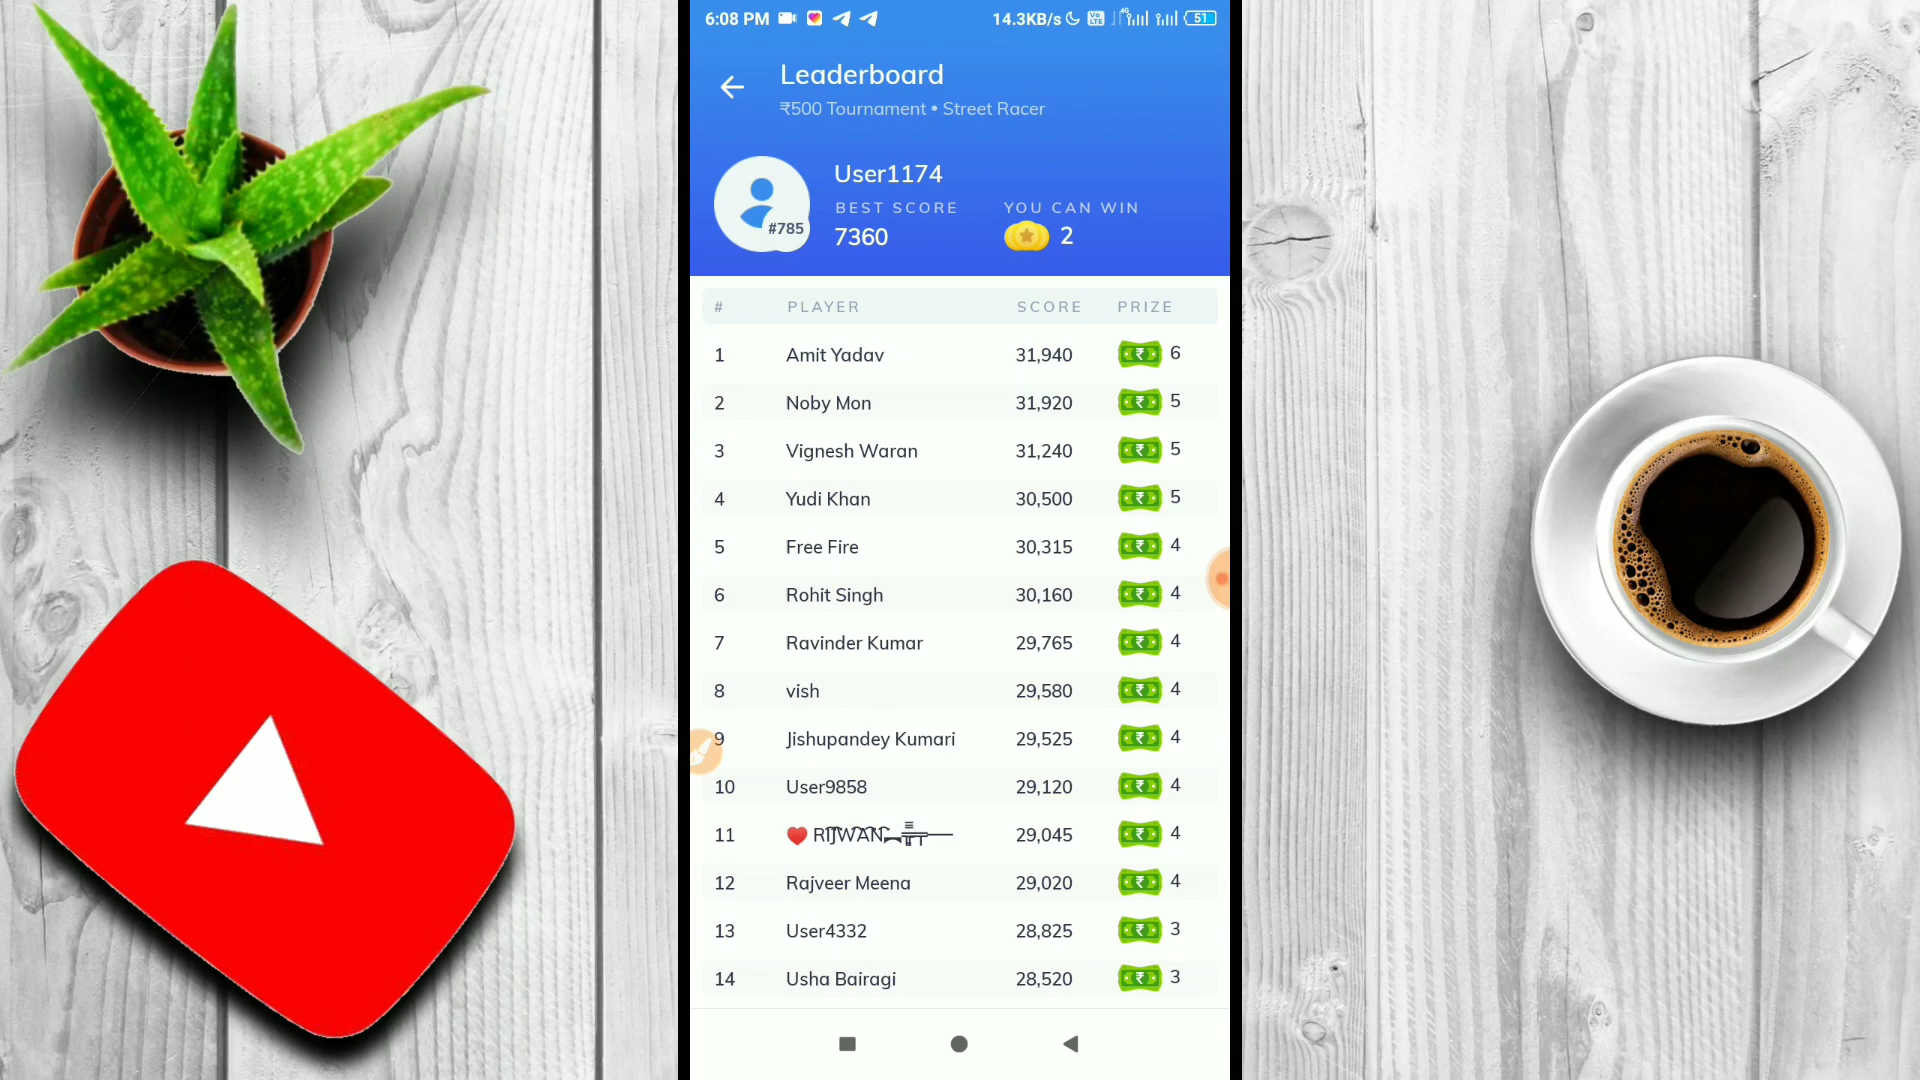 6:08 PM 14.3KB/s Vo LTE 4G 51
Leaderboard
₹500 Tournament • Street Racer
User1174
BEST SCORE YOU CAN WIN
#785 7360 2
# PLAYER SCORE PRIZE
1 Amit Yadav 31,940 ₹ 6
2 Noby Mon 31,920 ₹ 5
3 Vignesh Waran 31,240 ₹ 5
4 Yudi Khan 30,500 ₹ 5
5 Free Fire 30,315 ₹ 4
6 Rohit Singh 30,160 ₹ 4
7 Ravinder Kumar 29,765 ₹ 4
8 vish 29,580 ₹ 4
9 Jishupandey Kumari 29,525 ₹ 4
10 User9858 29,120 ₹ 4
11 ❤️ RIJWAN 29,045 ₹ 4
12 Rajveer Meena 29,020 ₹ 4
13 User4332 28,825 ₹ 3
14 Usha Bairagi 28,520 ₹ 3